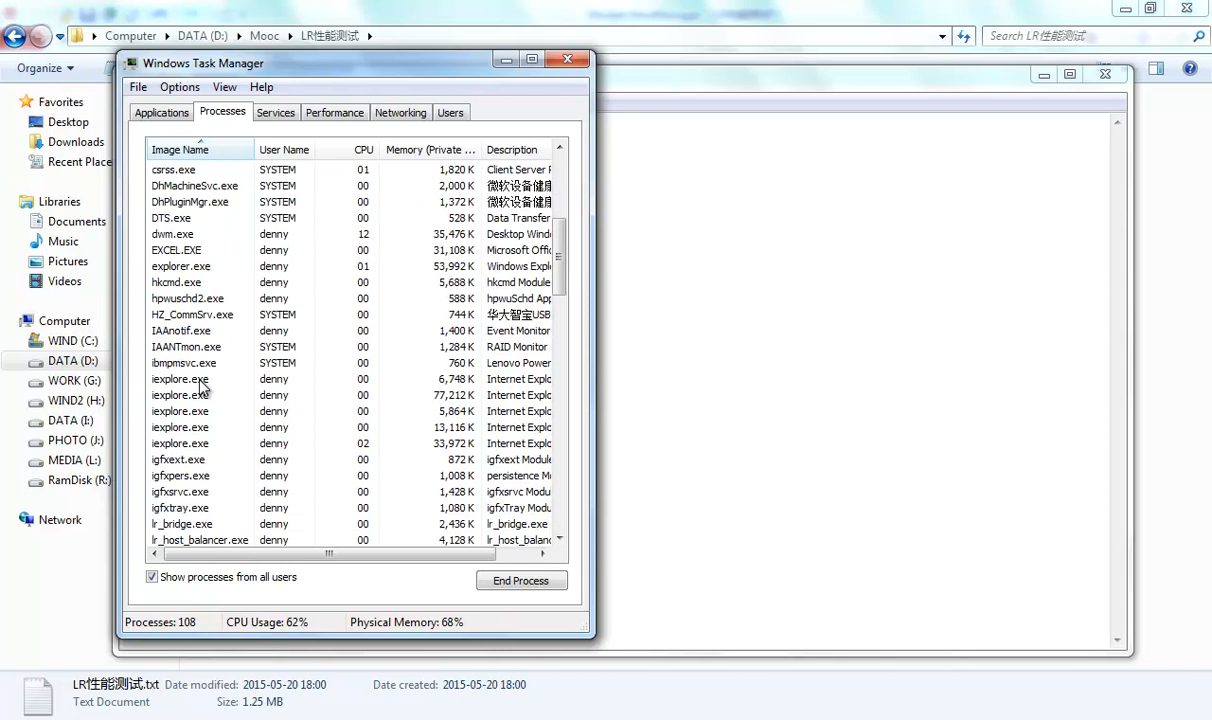 Computer
DATA (D:)
Mooc
LR性能测试
Search LR性能测试
Organize
Favorites
Desktop
Downloads
Recent Place
Libraries
Documents
Music
Pictures
Videos
Computer
WIND (C:)
DATA (D:)
WORK (G:)
WIND2 (H:)
DATA (I:)
PHOTO (J:)
MEDIA (L:)
RamDisk (R:)
Network
Windows Task Manager
File Options View Help
Applications Processes Services Performance Networking Users
Image Name User Name CPU Memory (Private ... Description
csrss.exe SYSTEM 01 1,820 K Client Server
DhMachineSvc.exe SYSTEM 00 2,000 K 微软设备健康
DhPluginMgr.exe SYSTEM 00 1,372 K 微软设备健康
DTS.exe SYSTEM 00 528 K Data Transfer
dwm.exe denny 12 35,476 K Desktop Wind
EXCEL.EXE denny 00 31,108 K Microsoft Offic
explorer.exe denny 01 53,992 K Windows Expl
hkcmd.exe denny 00 5,688 K hkcmd Module
hpwuschd2.exe denny 00 588 K hpwuSchd App
HZ_CommSrv.exe SYSTEM 00 744 K 华大智宝USB
IAAnotif.exe denny 00 1,400 K Event Monitor
IAANTmon.exe SYSTEM 00 1,284 K RAID Monitor
ibmpmsvc.exe SYSTEM 00 760 K Lenovo Power
iexplore.exe denny 00 6,748 K Internet Explo
iexplore.exe denny 00 77,212 K Internet Explo
iexplore.exe denny 00 5,864 K Internet Explo
iexplore.exe denny 00 13,116 K Internet Explo
iexplore.exe denny 02 33,972 K Internet Explo
igfxext.exe denny 00 872 K igfxext Module
igfxpers.exe denny 00 1,008 K persistence M
igfxsrvc.exe denny 00 1,428 K igfxsrvc Modu
igfxtray.exe denny 00 1,080 K igfxTray Modu
lr_bridge.exe denny 00 2,436 K lr_bridge.exe
lr_host_balancer.exe denny 00 4,128 K lr_host_balanc
Show processes from all users
End Process
Processes: 108 CPU Usage: 62% Physical Memory: 68%
LR性能测试.txt Date modified: 2015-05-20 18:00 Date created: 2015-05-20 18:00
Text Document Size: 1.25 MB